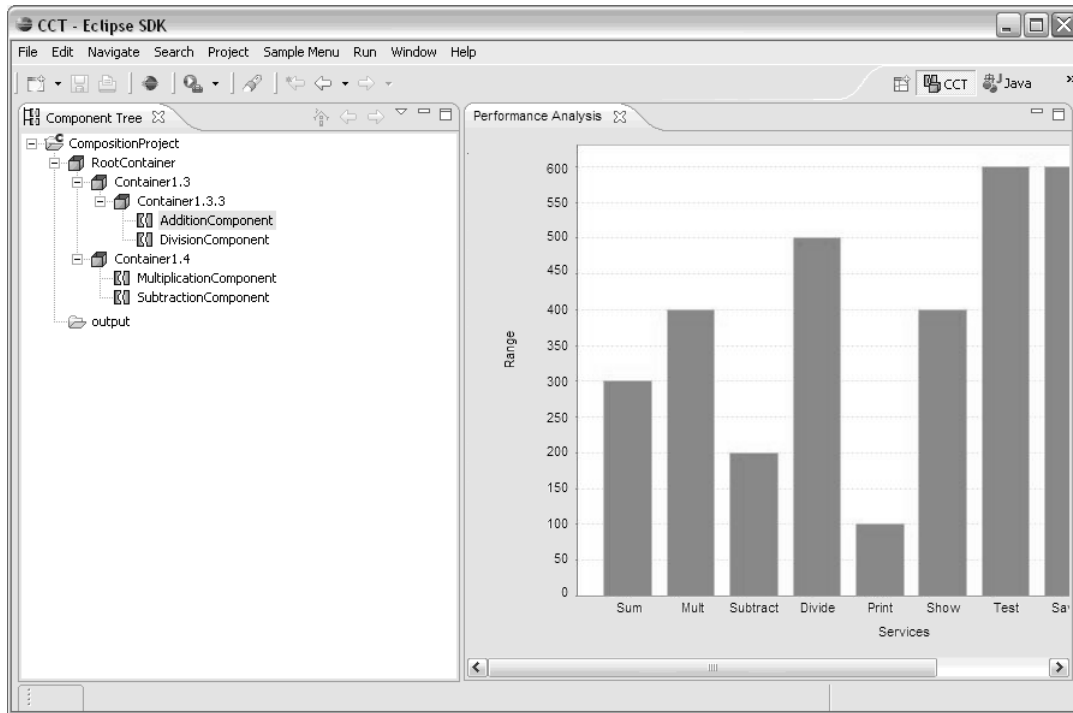 CCT - Eclipse SDK
File Edit Navigate Search Project Sample Menu Run Window Help
CCT Java »
Component Tree
CompositionProject
RootContainer
Container1.3
Container1.3.3
AdditionComponent
DivisionComponent
Container1.4
MultiplicationComponent
SubtractionComponent
output
Performance Analysis
600
550
500
450
400
350
300
250
200
150
100
50
0
Range
Sum Mult Subtract Divide Print Show Test Sav
Services